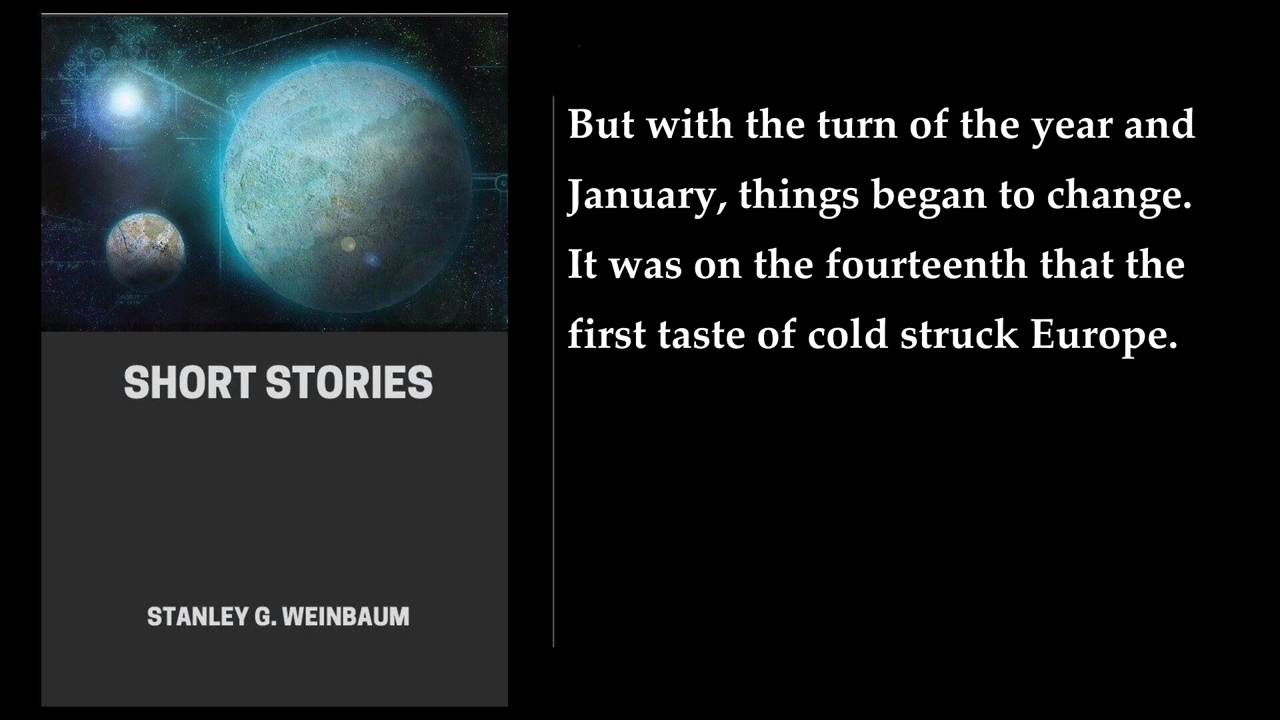 SHORT STORIES
STANLEY G. WEINBAUM
But with the turn of the year and
January, things began to change.
It was on the fourteenth that the
first taste of cold struck Europe.